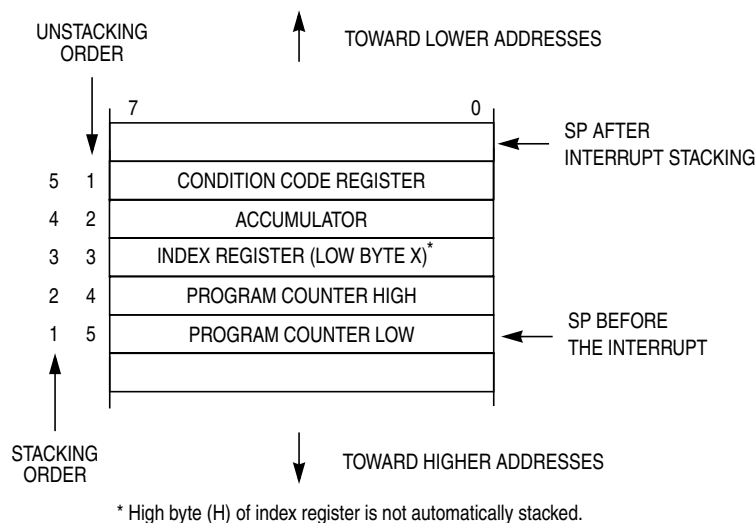 UNSTACKING
ORDER
TOWARD LOWER ADDRESSES
7 0
SP AFTER
INTERRUPT STACKING
5 1 CONDITION CODE REGISTER
4 2 ACCUMULATOR
3 3 INDEX REGISTER (LOW BYTE X)*
2 4 PROGRAM COUNTER HIGH
1 5 PROGRAM COUNTER LOW
SP BEFORE
THE INTERRUPT
STACKING
ORDER
TOWARD HIGHER ADDRESSES
* High byte (H) of index register is not automatically stacked.